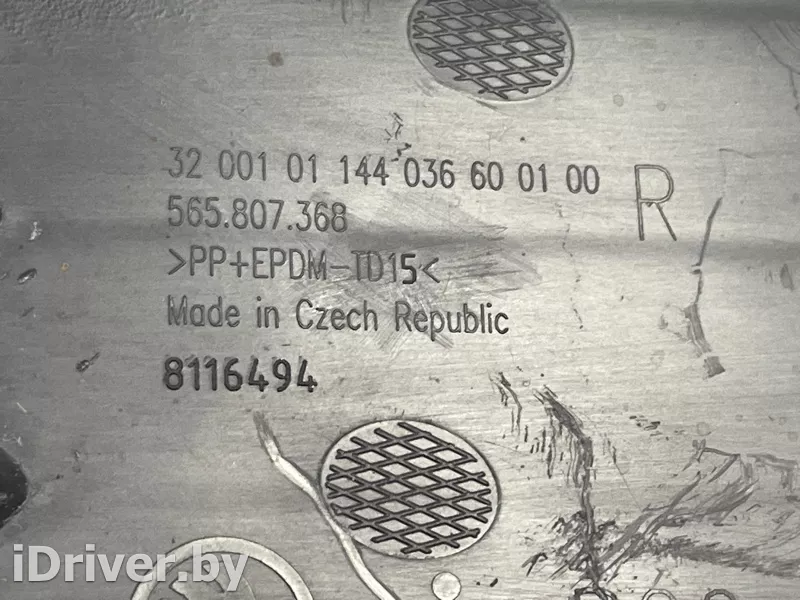 32 001 01 144 036 60 01 00
R
565.807.368
>PP+EPDM-TD15<
Made in Czech Republic
8116494
iDriver.by